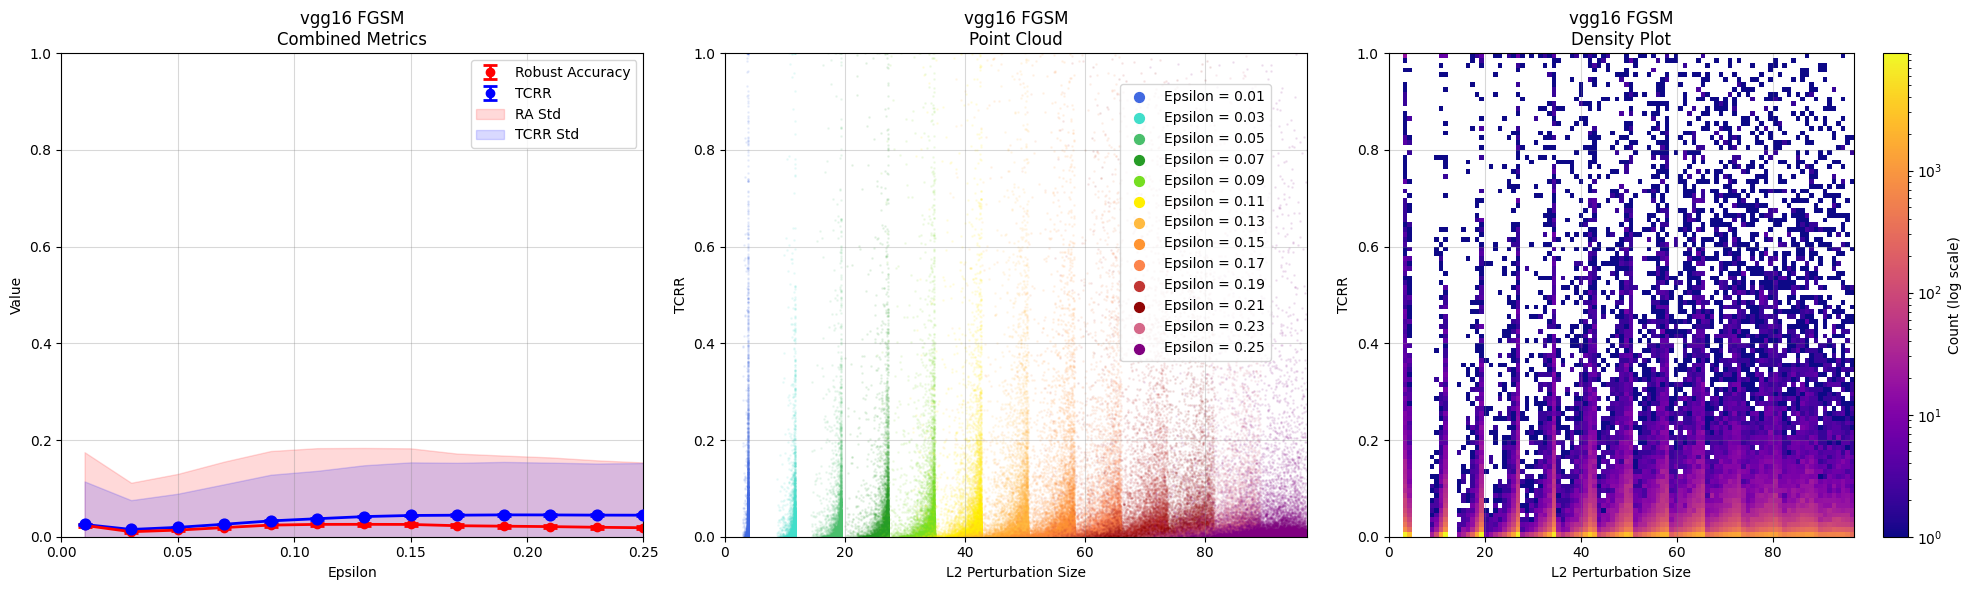 vgg16 FGSM
Combined Metrics
1.0
0.8
0.6
0.4
0.2
0.0
Value
0.00
0.05
0.10
0.15
0.20
0.25
Epsilon
Robust Accuracy
TCRR
RA Std
TCRR Std
vgg16 FGSM
Point Cloud
1.0
0.8
0.6
0.4
0.2
0.0
TCRR
0
20
40
60
80
L2 Perturbation Size
Epsilon = 0.01
Epsilon = 0.03
Epsilon = 0.05
Epsilon = 0.07
Epsilon = 0.09
Epsilon = 0.11
Epsilon = 0.13
Epsilon = 0.15
Epsilon = 0.17
Epsilon = 0.19
Epsilon = 0.21
Epsilon = 0.23
Epsilon = 0.25
vgg16 FGSM
Density Plot
1.0
0.8
0.6
0.4
0.2
0.0
TCRR
0
20
40
60
80
L2 Perturbation Size
10³
10²
10¹
10⁰
Count (log scale)